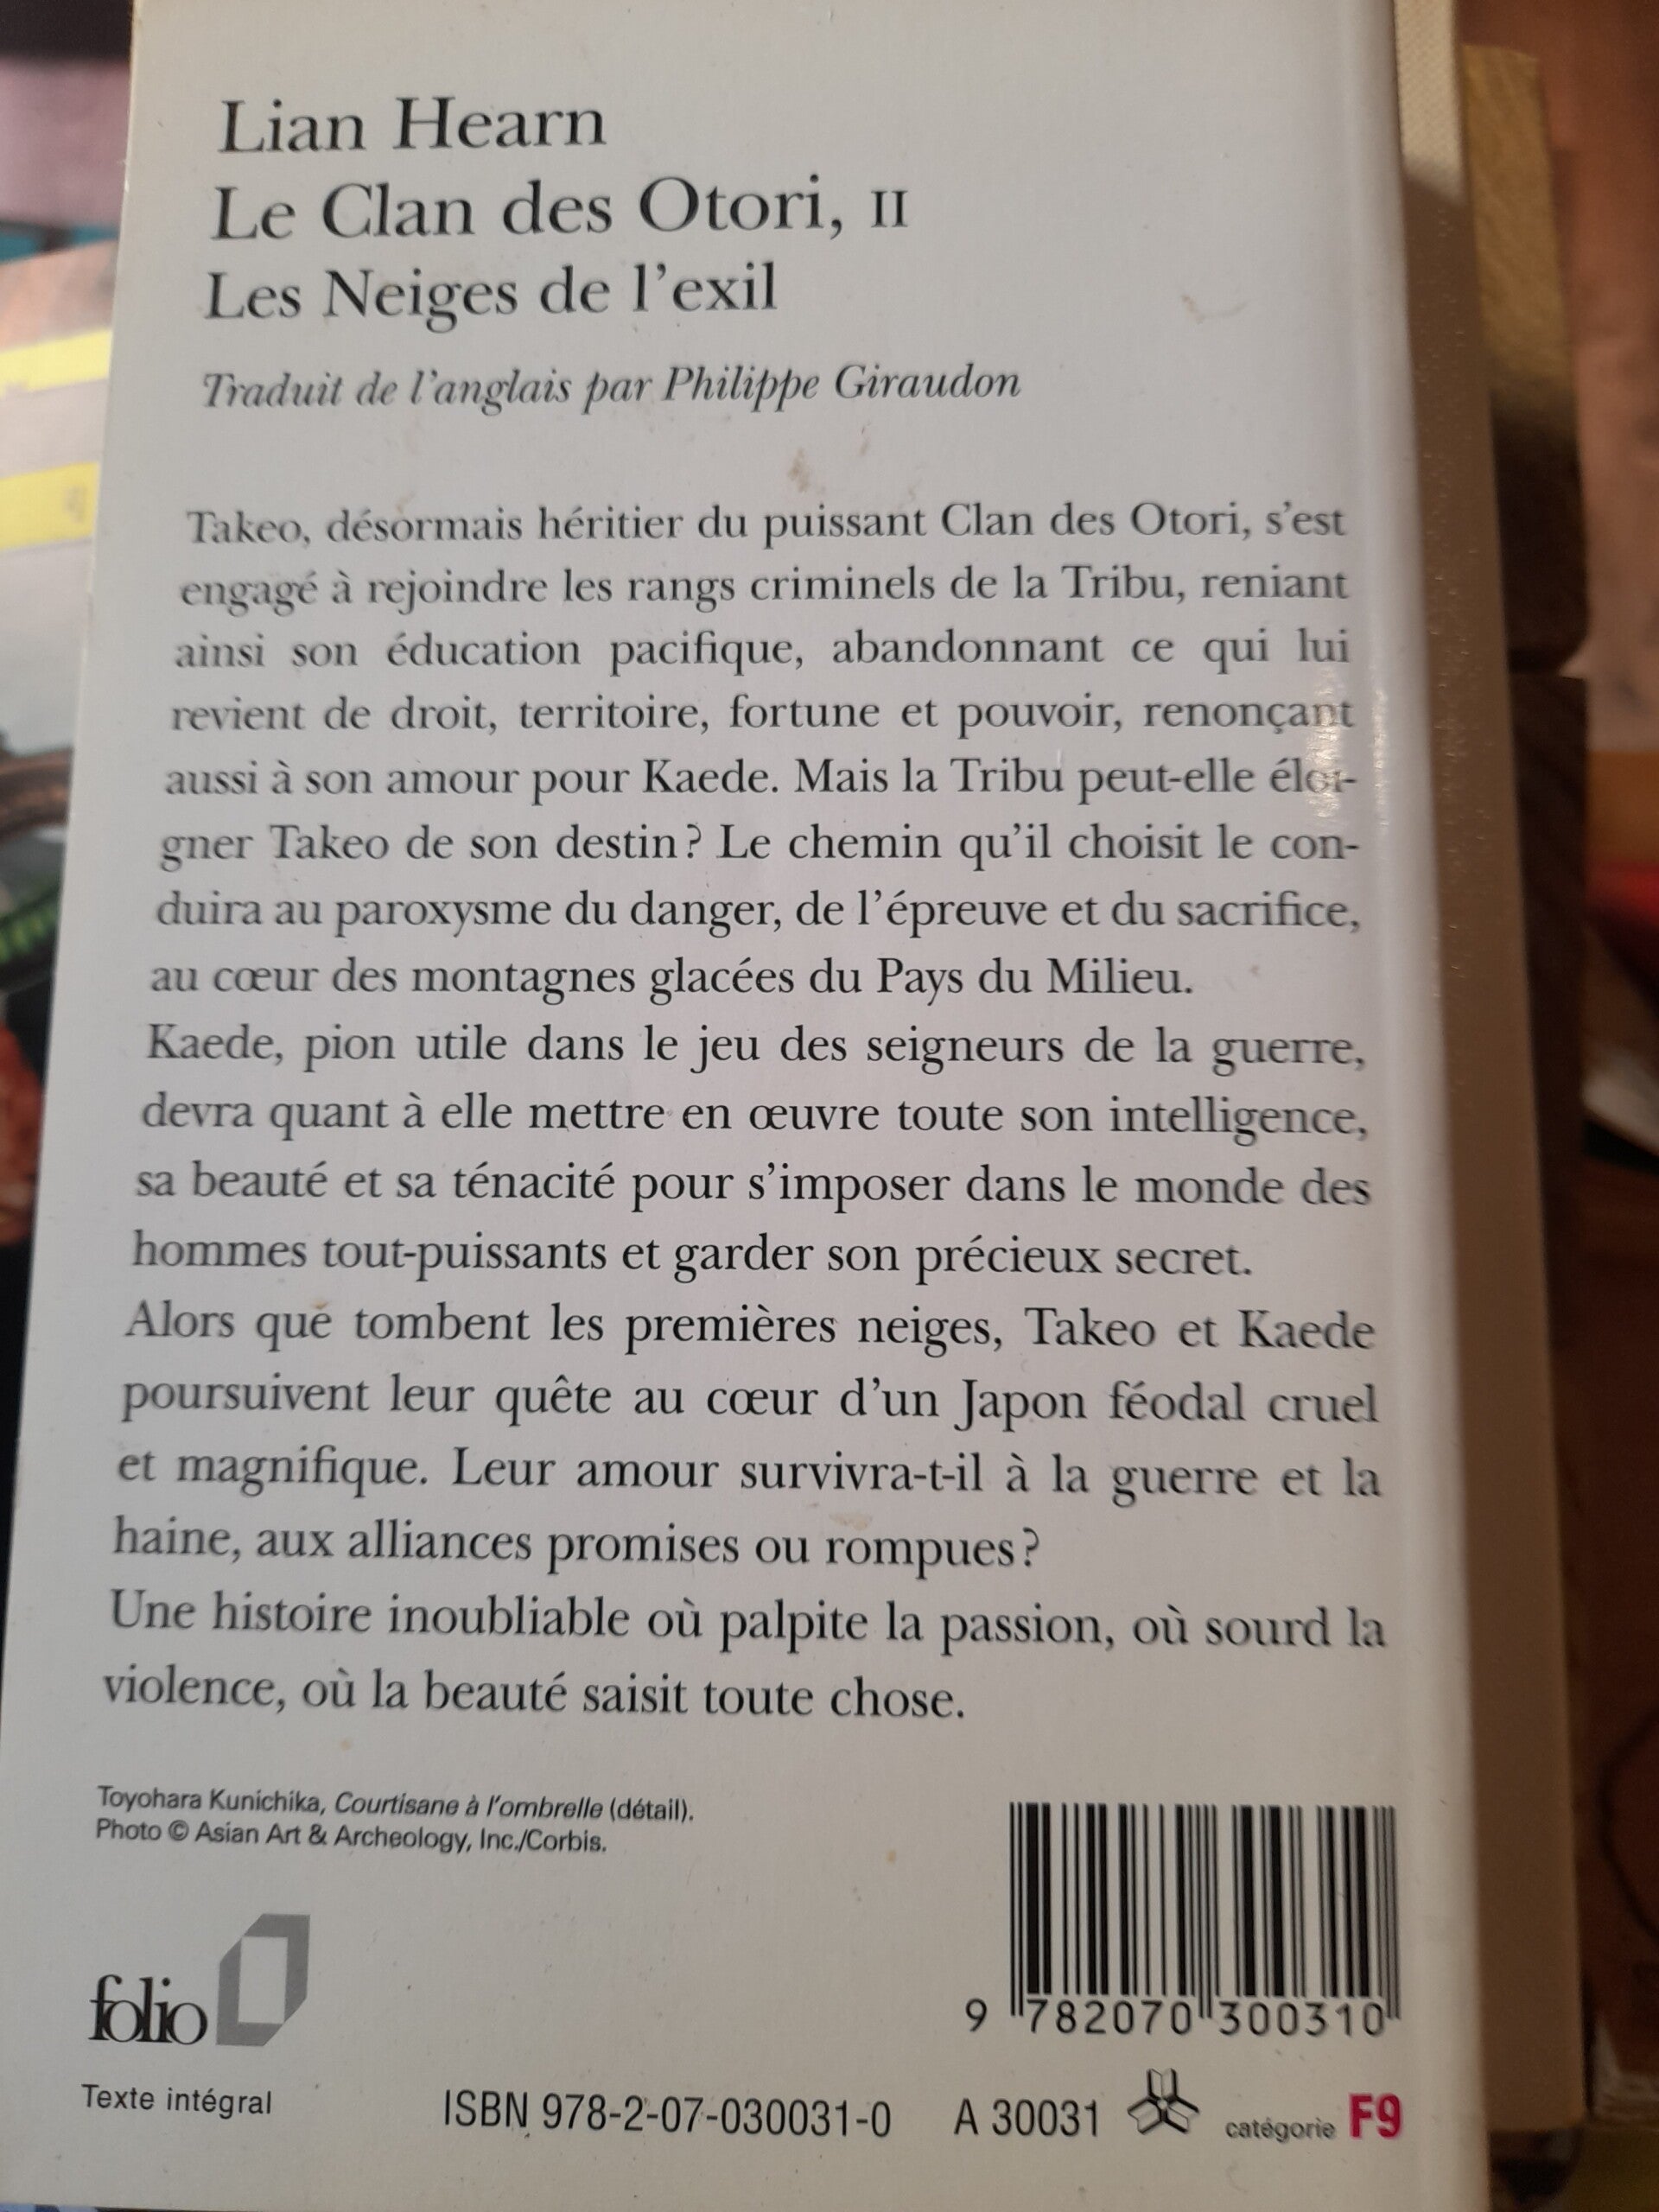 Lian Hearn
Le Clan des Otori, II
Les Neiges de l'exil
Traduit de l'anglais par Philippe Giraudon
Takeo, désormais héritier du puissant Clan des Otori, s'est
engagé à rejoindre les rangs criminels de la Tribu, reniant
ainsi son éducation pacifique, abandonnant ce qui lui
revient de droit, territoire, fortune et pouvoir, renonçant
aussi à son amour pour Kaede. Mais la Tribu peut-elle éloi-
gner Takeo de son destin ? Le chemin qu'il choisit le con-
duira au paroxysme du danger, de l'épreuve et du sacrifice,
au cœur des montagnes glacées du Pays du Milieu.
Kaede, pion utile dans le jeu des seigneurs de la guerre,
devra quant à elle mettre en œuvre toute son intelligence,
sa beauté et sa ténacité pour s'imposer dans le monde des
hommes tout-puissants et garder son précieux secret.
Alors que tombent les premières neiges, Takeo et Kaede
poursuivent leur quête au cœur d'un Japon féodal cruel
et magnifique. Leur amour survivra-t-il à la guerre et la
haine, aux alliances promises ou rompues ?
Une histoire inoubliable où palpite la passion, où sourd la
violence, où la beauté saisit toute chose.
Toyohara Kunichika, Courtisane à l'ombrelle (détail).
Photo © Asian Art & Archeology, Inc./Corbis.
9 782070 300310
folio
Texte intégral
ISBN 978-2-07-030031-0 A 30031 catégorie F9